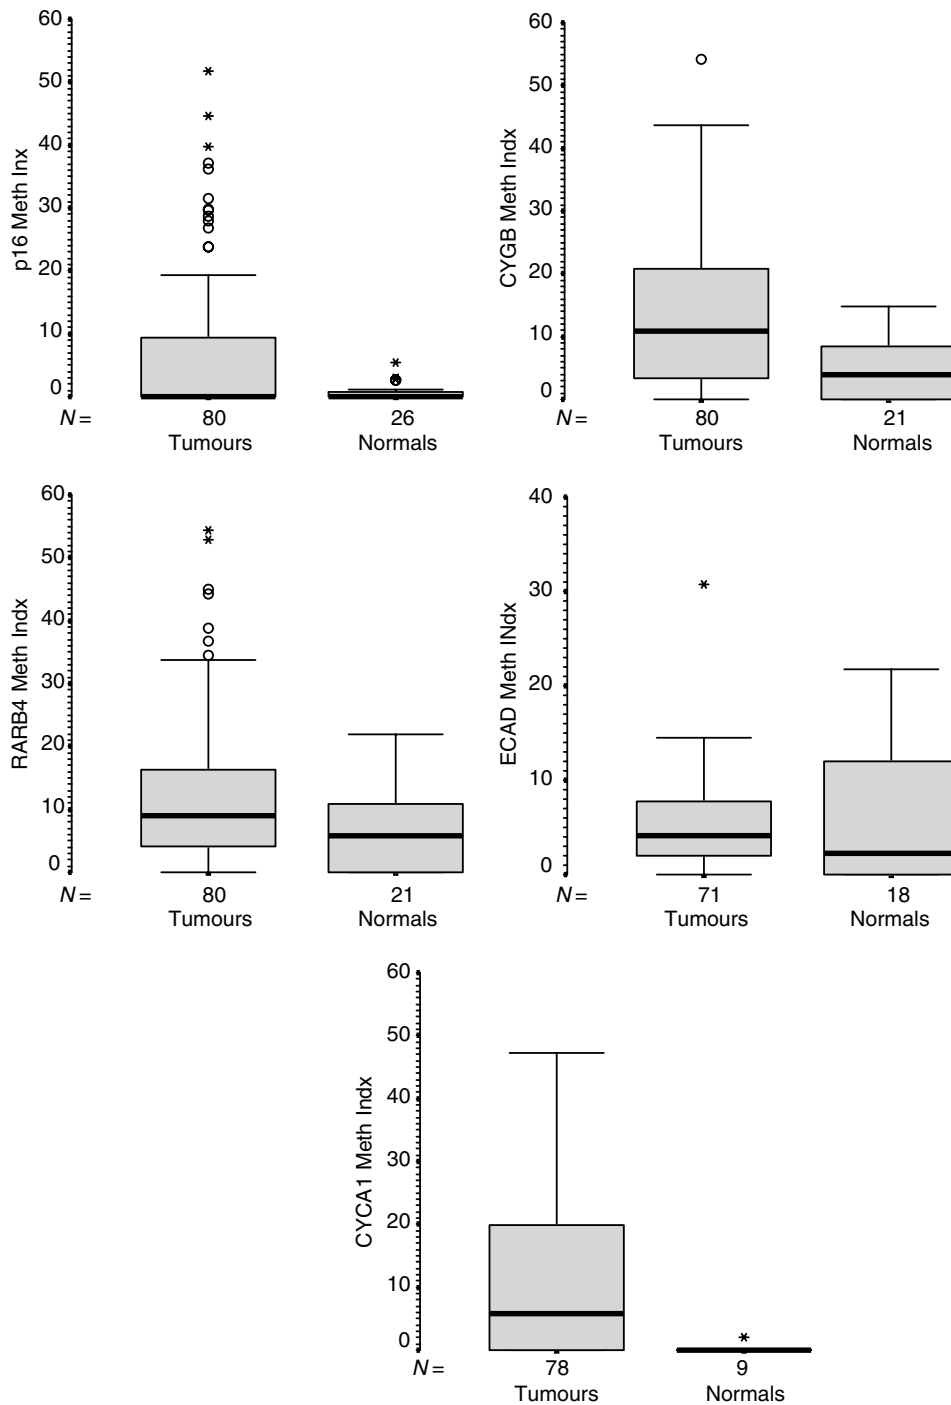 p16 Meth Inx
60
50
40
30
20
10
0
N = 80 26
Tumours Normals
CYGB Meth Indx
60
50
40
30
20
10
0
80 21
Tumours Normals
RARB4 Meth Indx
60
50
40
30
20
10
0
N = 80 21
Tumours Normals
ECAD Meth INdx
40
30
20
10
0
N = 71 18
Tumours Normals
CYCA1 Meth Indx
60
50
40
30
20
10
0
N = 78 9
Tumours Normals